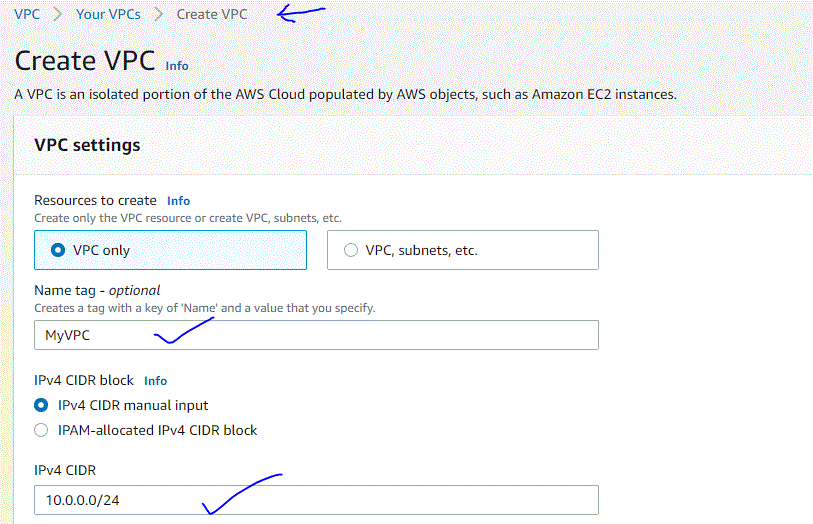 VPC > Your VPCs > Create VPC
Create VPC Info
A VPC is an isolated portion of the AWS Cloud populated by AWS objects, such as Amazon EC2 instances.
VPC settings
Resources to create Info
Create only the VPC resource or create VPC, subnets, etc.
VPC only VPC, subnets, etc.
Name tag - optional
Creates a tag with a key of 'Name' and a value that you specify.
MyVPC
IPv4 CIDR block Info
IPv4 CIDR manual input
IPAM-allocated IPv4 CIDR block
IPv4 CIDR
10.0.0.0/24